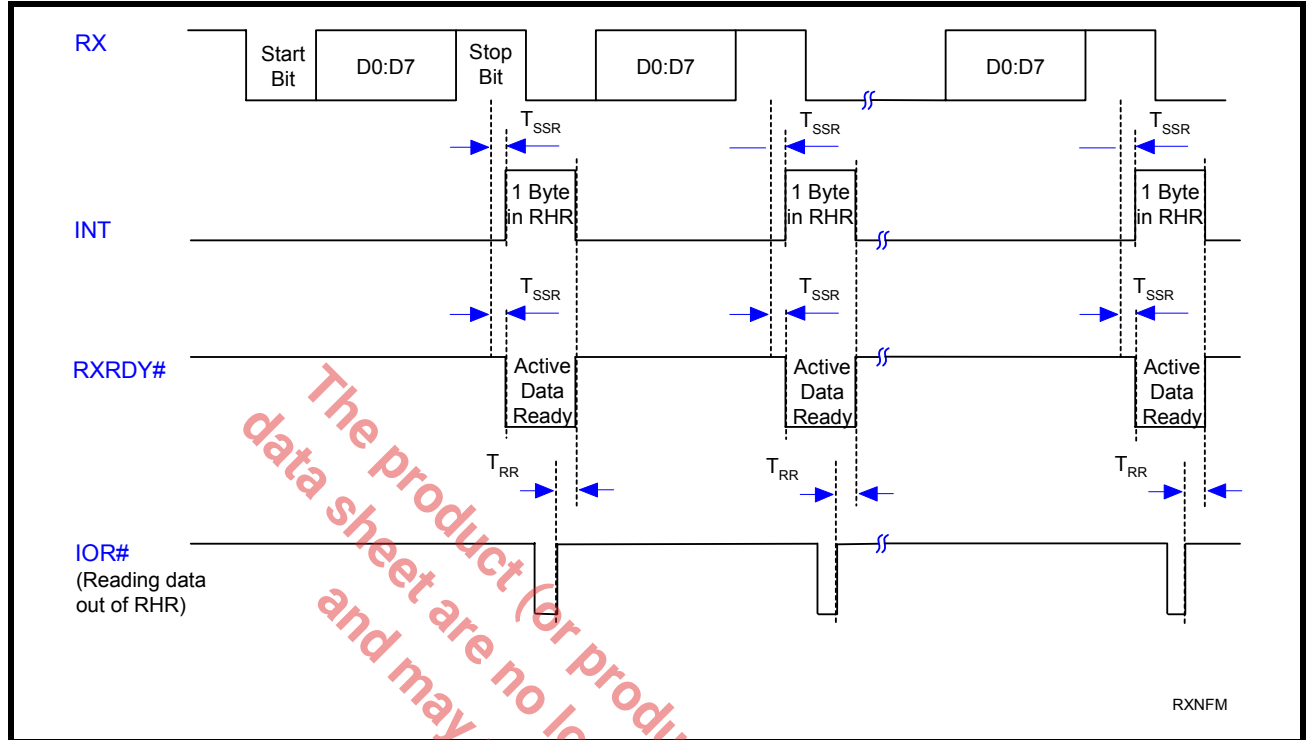 RX
Start
Bit
D0:D7
Stop
Bit
D0:D7
D0:D7
TSSR
TSSR
TSSR
INT
1 Byte
in RHR
1 Byte
in RHR
1 Byte
in RHR
TSSR
TSSR
TSSR
RXRDY#
Active
Data
Ready
Active
Data
Ready
Active
Data
Ready
TRR
TRR
TRR
IOR#
(Reading data
out of RHR)
The product (or
data sheet are no
and may
RXNFM